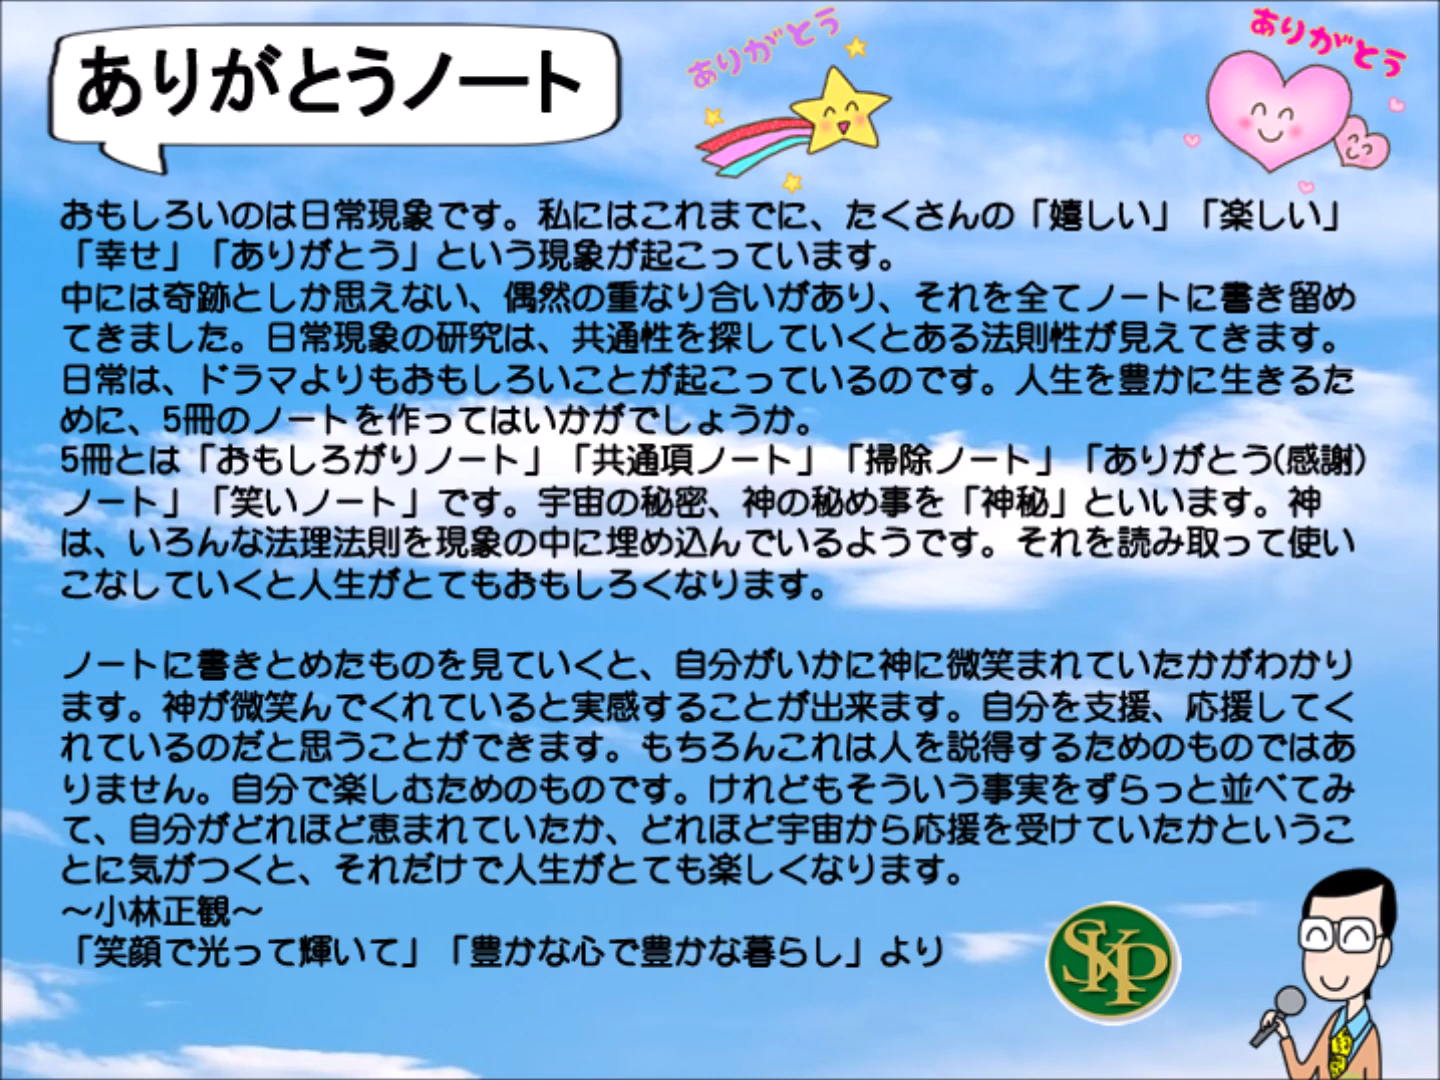 ありがとうノート
ありがとう
ありがとう
おもしろいのは日常現象です。私にはこれまでに、たくさんの「嬉しい」「楽しい」
「幸せ」「ありがとう」という現象が起こっています。
中には奇跡としか思えない、偶然の重なり合いがあり、それを全てノートに書き留め
てきました。日常現象の研究は、共通性を探していくとある法則性が見えてきます。
日常は、ドラマよりもおもしろいことが起こっているのです。人生を豊かに生きるた
めに、5冊のノートを作ってはいかがでしょうか。
5冊とは「おもしろがりノート」「共通項ノート」「掃除ノート」「ありがとう(感謝)
ノート」「笑いノート」です。宇宙の秘密、神の秘め事を「神秘」といいます。神
は、いろんな法理法則を現象の中に埋め込んでいるようです。それを読み取って使い
こなしていくと人生がとてもおもしろくなります。
ノートに書きとめたものを見ていくと、自分がいかに神に微笑まれていたかがわかり
ます。神が微笑んでくれていると実感することが出来ます。自分を支援、応援してく
れているのだと思うことができます。もちろんこれは人を説得するためのものではあ
りません。自分で楽しむためのものです。けれどもそういう事実をずらっと並べてみ
て、自分がどれほど恵まれていたか、どれほど宇宙から応援を受けていたかというこ
とに気がつくと、それだけで人生がとても楽しくなります。
～小林正観～
「笑顔で光って輝いて」「豊かな心で豊かな暮らし」より
SKP